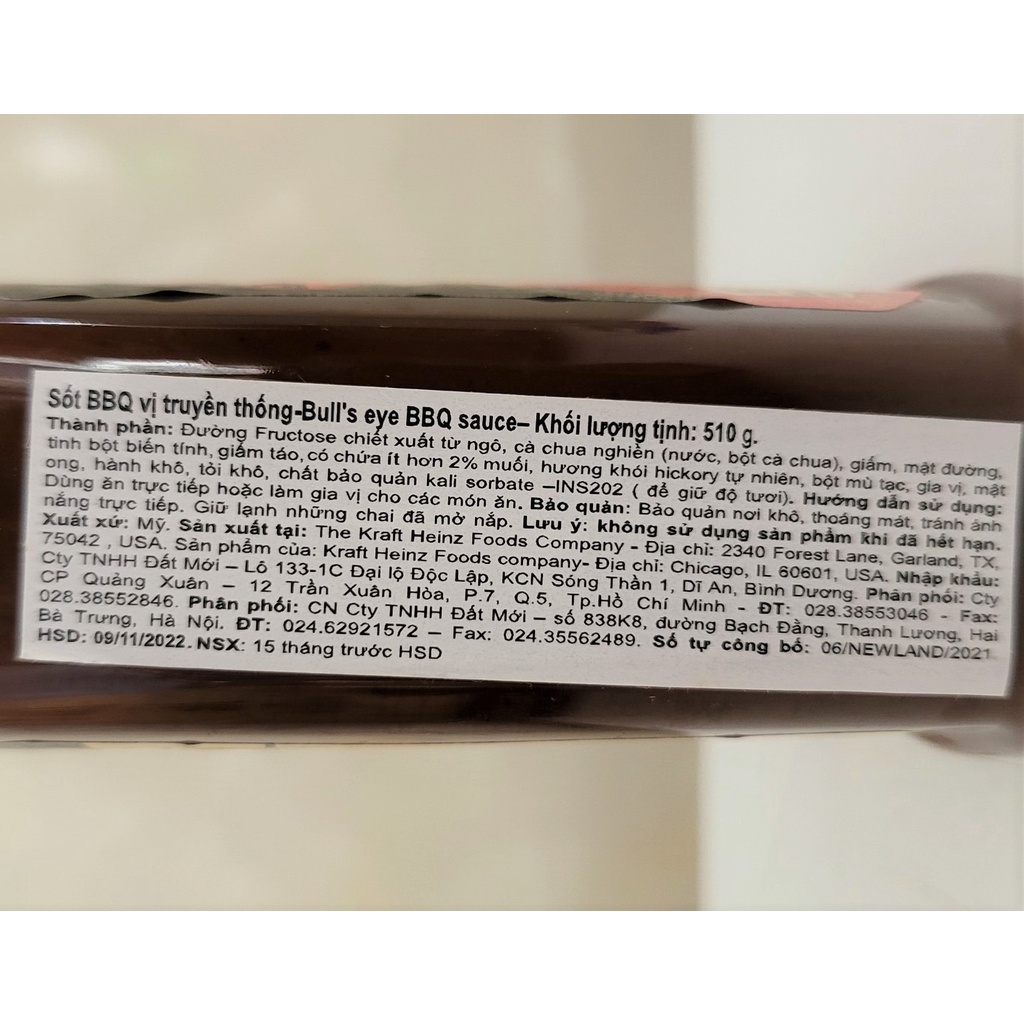 Sốt BBQ vị truyền thống-Bull's eye BBQ sauce– Khối lượng tịnh: 510 g.
Thành phần: Đường Fructose chiết xuất từ ngô, cà chua nghiền (nước, bột cà chua), giấm, mật đường,
tinh bột biến tính, giấm táo, có chứa ít hơn 2% muối, hương khói hickory tự nhiên, bột mù tạc, gia vị, mật
ong, hành khô, tỏi khô, chất bảo quản kali sorbate –INS202 ( để giữ độ tươi). Hướng dẫn sử dụng:
Dùng ăn trực tiếp hoặc làm gia vị cho các món ăn. Bảo quản: Bảo quản nơi khô, thoáng mát, tránh ánh
nắng trực tiếp. Giữ lạnh những chai đã mở nắp. Lưu ý: không sử dụng sản phẩm khi đã hết hạn.
Xuất xứ: Mỹ. Sản xuất tại: The Kraft Heinz Foods Company - Địa chỉ: 2340 Forest Lane, Garland, TX,
75042 , USA. Sản phẩm của: Kraft Heinz Foods company- Địa chỉ: Chicago, IL 60601, USA. Nhập khẩu:
Cty TNHH Đất Mới – Lô 133-1C Đại lộ Độc Lập, KCN Sóng Thần 1, Dĩ An, Bình Dương. Phân phối: Cty
CP Quảng Xuân – 12 Trần Xuân Hòa, P.7, Q.5, Tp.Hồ Chí Minh - ĐT: 028.38553046 - Fax:
028.38552846. Phân phối: CN Cty TNHH Đất Mới – số 838K8, đường Bạch Đằng, Thanh Lương, Hai
Bà Trưng, Hà Nội. ĐT: 024.62921572 – Fax: 024.35562489. Số tự công bố: 06/NEWLAND/2021
HSD: 09/11/2022. NSX: 15 tháng trước HSD